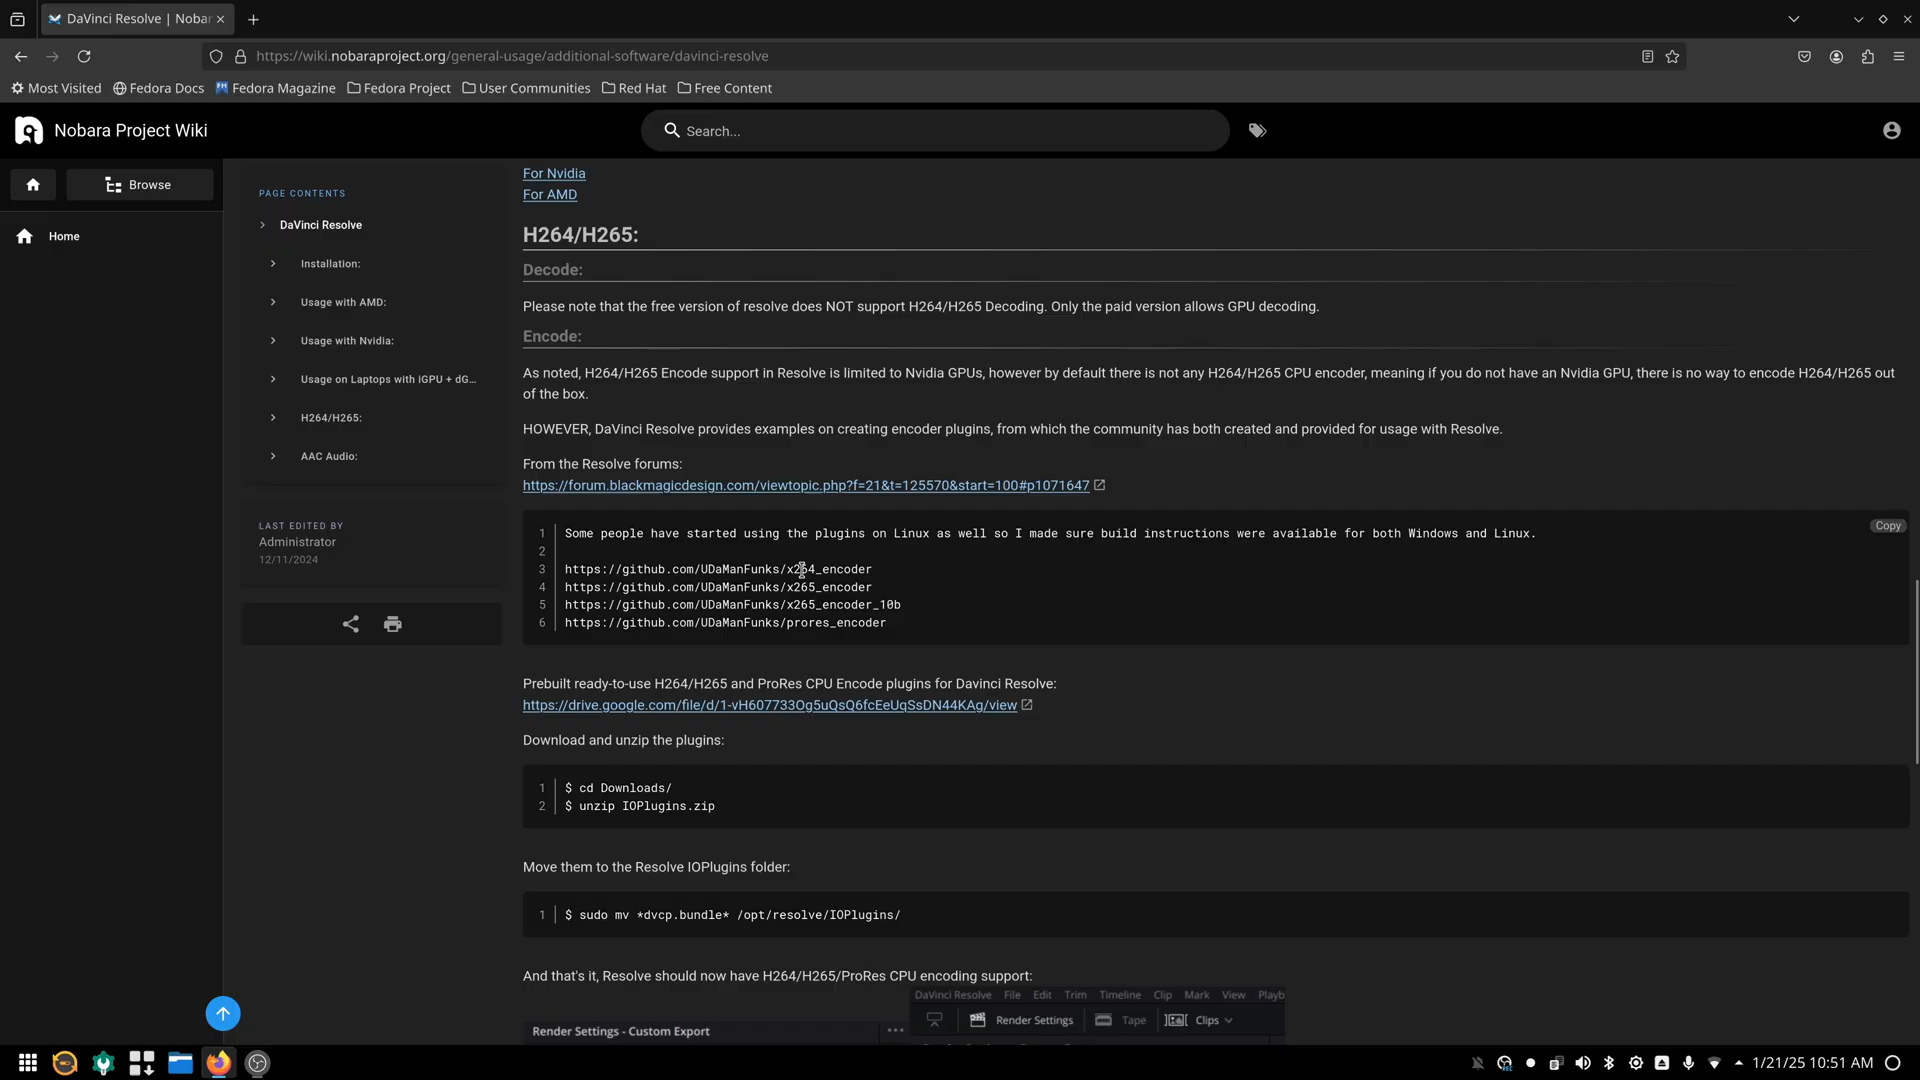 DaVinci Resolve | Nobar
https://wiki.nobaraproject.org/general-usage/additional-software/davinci-resolve
Most Visited Fedora Docs Fedora Magazine Fedora Project User Communities Red Hat Free Content
Nobara Project Wiki
Search...
Browse
Home
PAGE CONTENTS
DaVinci Resolve
Installation:
Usage with AMD:
Usage with Nvidia:
Usage on Laptops with iGPU + dG...
H264/H265:
AAC Audio:
LAST EDITED BY
Administrator
12/11/2024
For Nvidia
For AMD
H264/H265:
Decode:
Please note that the free version of resolve does NOT support H264/H265 Decoding. Only the paid version allows GPU decoding.
Encode:
As noted, H264/H265 Encode support in Resolve is limited to Nvidia GPUs, however by default there is not any H264/H265 CPU encoder, meaning if you do not have an Nvidia GPU, there is no way to encode H264/H265 out
of the box.
HOWEVER, DaVinci Resolve provides examples on creating encoder plugins, from which the community has both created and provided for usage with Resolve.
From the Resolve forums:
https://forum.blackmagicdesign.com/viewtopic.php?f=21&t=125570&start=100#p1071647
Copy
1 Some people have started using the plugins on Linux as well so I made sure build instructions were available for both Windows and Linux.
2
3 https://github.com/UDaManFunks/x264_encoder
4 https://github.com/UDaManFunks/x265_encoder
5 https://github.com/UDaManFunks/x265_encoder_10b
6 https://github.com/UDaManFunks/prores_encoder
Prebuilt ready-to-use H264/H265 and ProRes CPU Encode plugins for Davinci Resolve:
https://drive.google.com/file/d/1-vH607733Og5uQsQ6fcEeUqSsDN44KAg/view
Download and unzip the plugins:
1 $ cd Downloads/
2 $ unzip IOPlugins.zip
Move them to the Resolve IOPlugins folder:
1 $ sudo mv *dvcp.bundle* /opt/resolve/IOPlugins/
And that's it, Resolve should now have H264/H265/ProRes CPU encoding support:
DaVinci Resolve File Edit Trim Timeline Clip Mark View Playb
Render Settings Tape Clips
Render Settings - Custom Export
1/21/25 10:51 AM